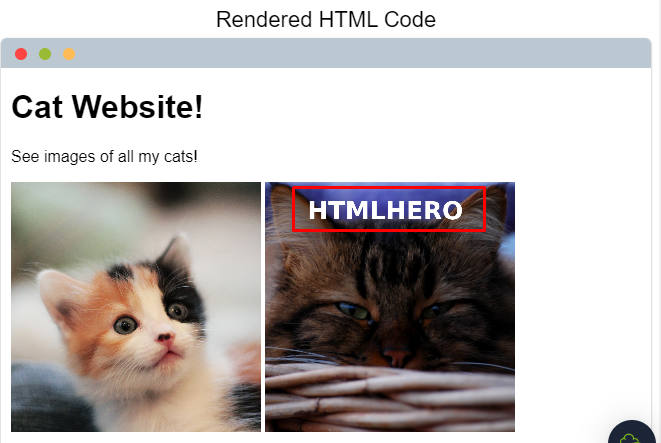 Rendered HTML Code
Cat Website!
See images of all my cats!
HTMLHERO